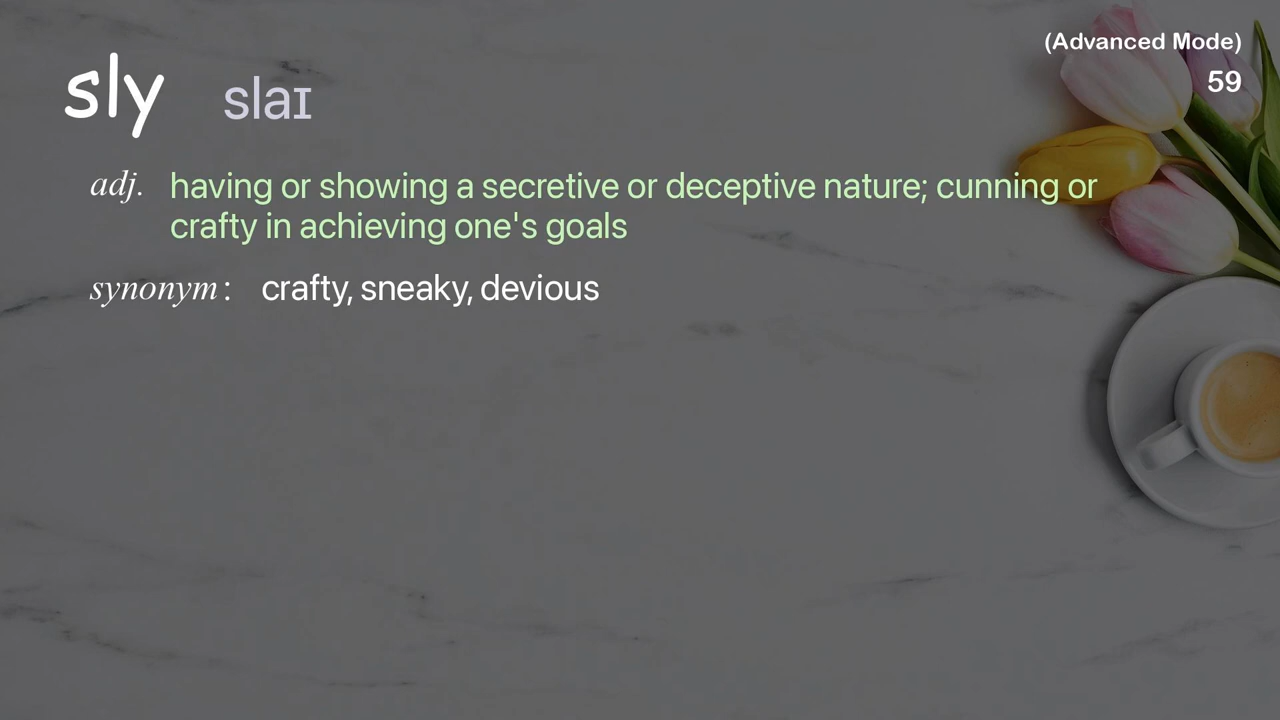 (Advanced Mode)
sly slaɪ
59
adj. having or showing a secretive or deceptive nature; cunning or
crafty in achieving one's goals
synonym: crafty, sneaky, devious